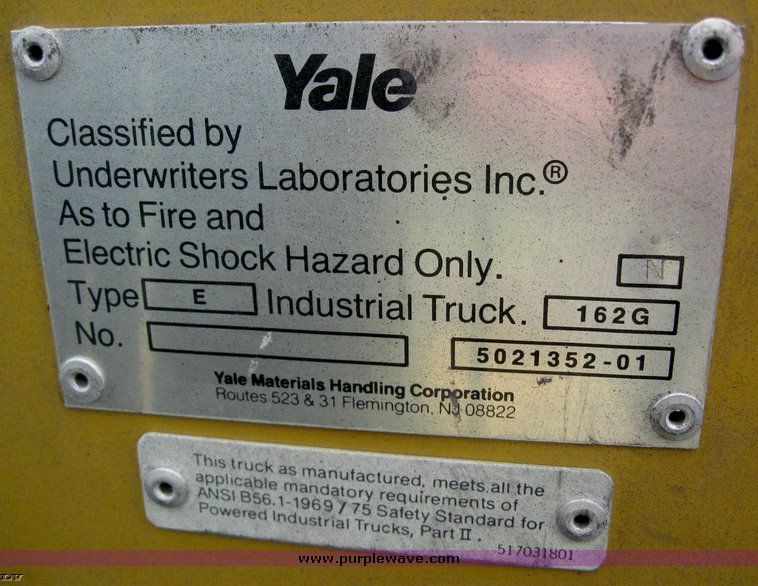 Yale
Classified by
Underwriters Laboratories Inc.®
As to Fire and
Electric Shock Hazard Only. N
Type E Industrial Truck. 162G
No. 5021352-01
Yale Materials Handling Corporation
Routes 523 & 31 Flemington, NJ 08822
This truck as manufactured, meets all the
applicable mandatory requirements of
ANSI B56.1-1969 / 75 Safety Standard for
Powered Industrial Trucks, Part II.
517031801
www.purplewave.com